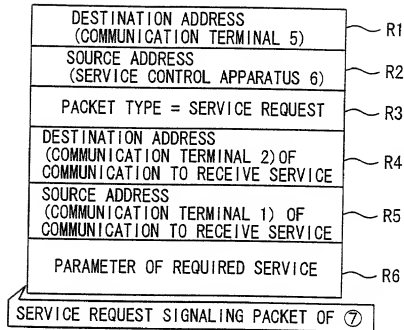 DESTINATION ADDRESS
(COMMUNICATION TERMINAL 5)
R1
SOURCE ADDRESS
(SERVICE CONTROL APPARATUS 6)
R2
PACKET TYPE = SERVICE REQUEST
R3
DESTINATION ADDRESS
(COMMUNICATION TERMINAL 2)OF
COMMUNICATION TO RECEIVE SERVICE
R4
SOURCE ADDRESS
(COMMUNICATION TERMINAL 1) OF
COMMUNICATION TO RECEIVE SERVICE
R5
PARAMETER OF REQUIRED SERVICE
R6
SERVICE REQUEST SIGNALING PACKET OF ⑦